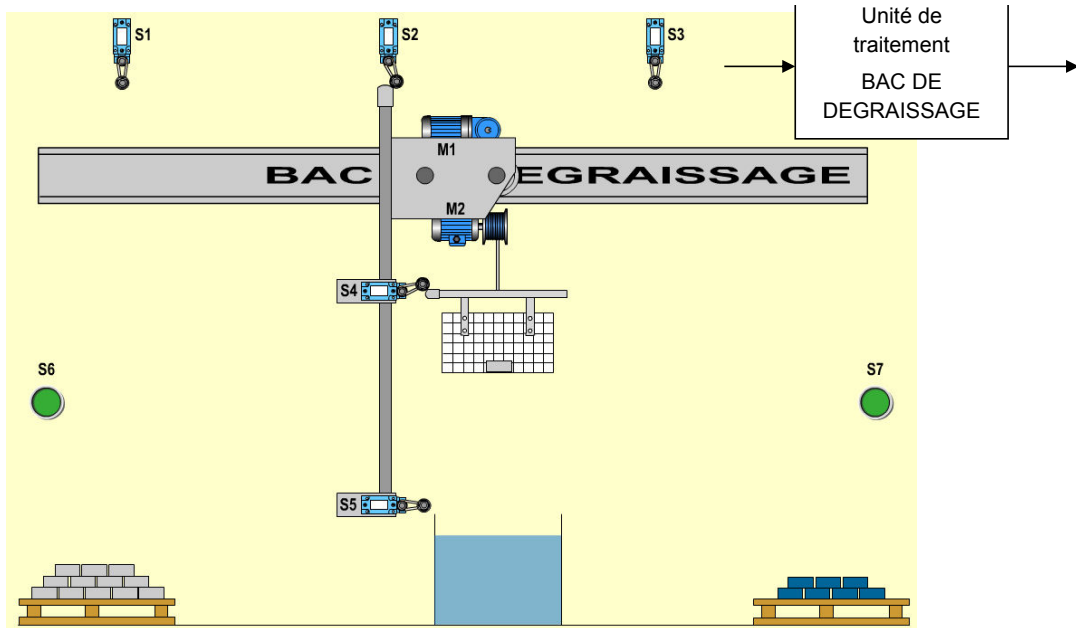 S1
S2
S3
Unité de
traitement
BAC DE
DEGRAISSAGE
M1
BAC EGRAISSAGE
M2
S4
S6
S7
S5